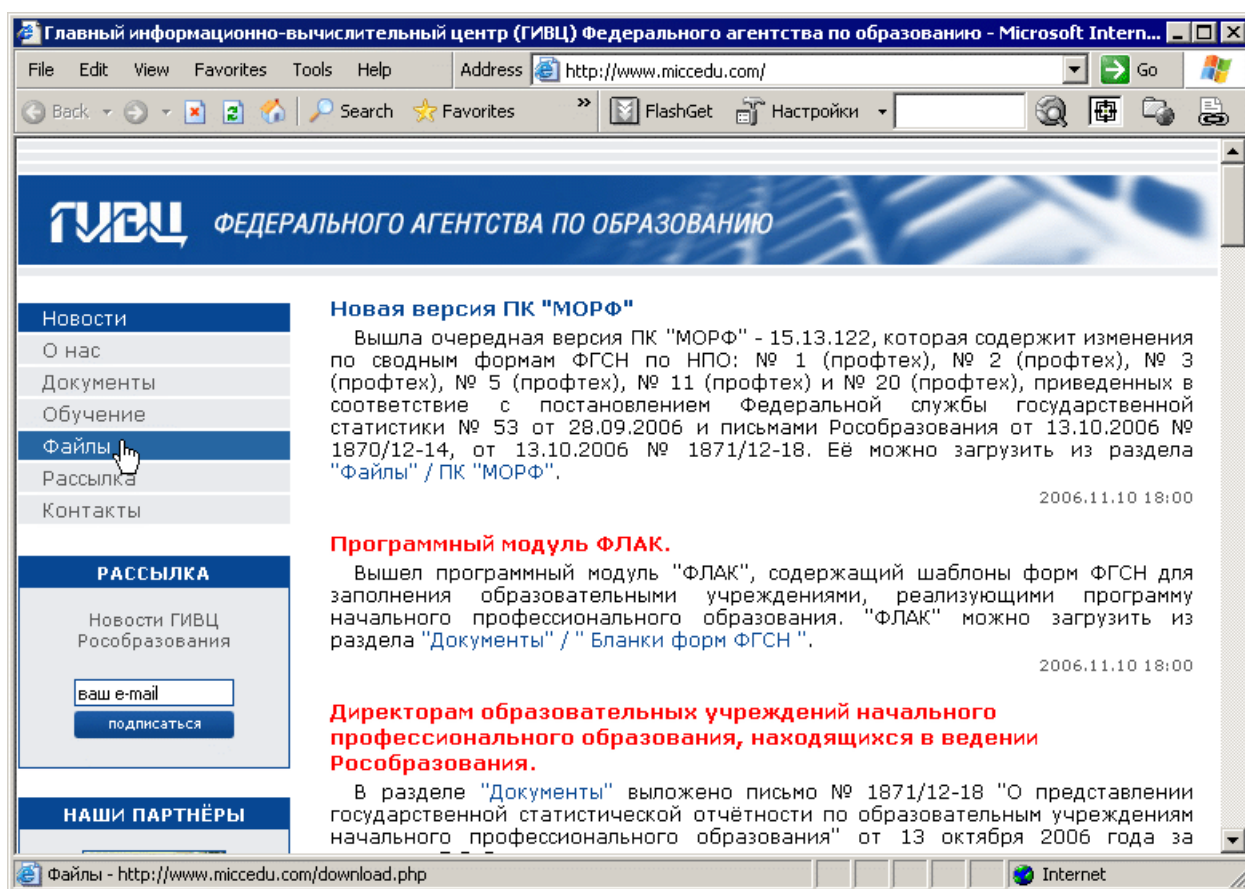 Главный информационно-вычислительный центр (ГИВЦ) Федерального агентства по образованию - Microsoft Intern...
File Edit View Favorites Tools Help Address http://www.miccedu.com/ Go
Back Search Favorites » FlashGet Настройки
ГИВЦ ФЕДЕРАЛЬНОГО АГЕНТСТВА ПО ОБРАЗОВАНИЮ
Новости
О нас
Документы
Обучение
Файлы
Рассылка
Контакты
РАССЫЛКА
Новости ГИВЦ
Рособразования
ваш e-mail
подписаться
НАШИ ПАРТНЁРЫ
Новая версия ПК "МОРФ"
Вышла очередная версия ПК "МОРФ" - 15.13.122, которая содержит изменения
по сводным формам ФГСН по НПО: № 1 (профтех), № 2 (профтех), № 3
(профтех), № 5 (профтех), № 11 (профтех) и № 20 (профтех), приведенных в
соответствие с постановлением Федеральной службы государственной
статистики № 53 от 28.09.2006 и письмами Рособразования от 13.10.2006 №
1870/12-14, от 13.10.2006 № 1871/12-18. Её можно загрузить из раздела
"Файлы" / ПК "МОРФ".
2006.11.10 18:00
Программный модуль ФЛАК.
Вышел программный модуль "ФЛАК", содержащий шаблоны форм ФГСН для
заполнения образовательными учреждениями, реализующими программу
начального профессионального образования. "ФЛАК" можно загрузить из
раздела "Документы" / " Бланки форм ФГСН ".
2006.11.10 18:00
Директорам образовательных учреждений начального
профессионального образования, находящихся в ведении
Рособразования.
В разделе "Документы" выложено письмо № 1871/12-18 "О представлении
государственной статистической отчётности по образовательным учреждениям
начального профессионального образования" от 13 октября 2006 года за
Файлы - http://www.miccedu.com/download.php Internet